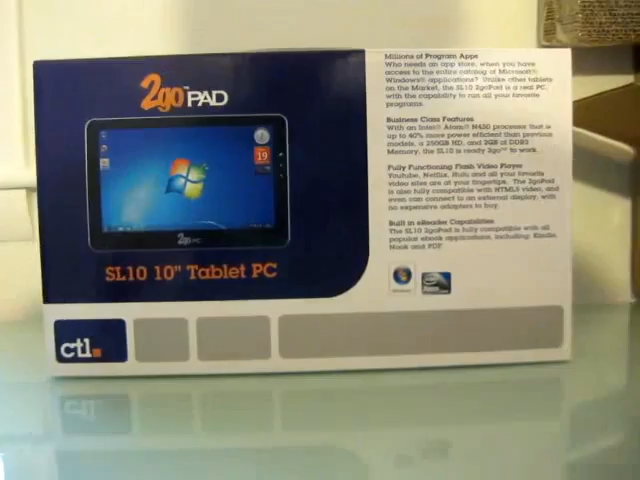 2go™ PAD
19
2go PC
SL10 10" Tablet PC
ctl.
Millions of Program Apps
Who needs an app store, when you have
access to the entire catalog of Microsoft®
Windows® applications? Unlike other tablets
on the Market, the SL10 2goPad is a real PC,
with the capability to run all your favorite
programs.
Business Class Features
With an Intel® Atom® N450 processor that is
up to 40% more power efficient than previous
models, a 250GB HD, and 2GB of DDR2
Memory, the SL10 is ready 2go™ to work.
Fully Functioning Flash Video Player
Youtube, Netflix, Hulu and all your favorite
video sites are at your fingertips. The 2goPad
is also fully compatible with HTML5 video, and
even can connect to an external display, with
no expensive adapters to buy.
Built in eReader Capabilities
The SL10 2goPad is fully compatible with all
popular ebook applications, including: Kindle,
Nook and PDF.